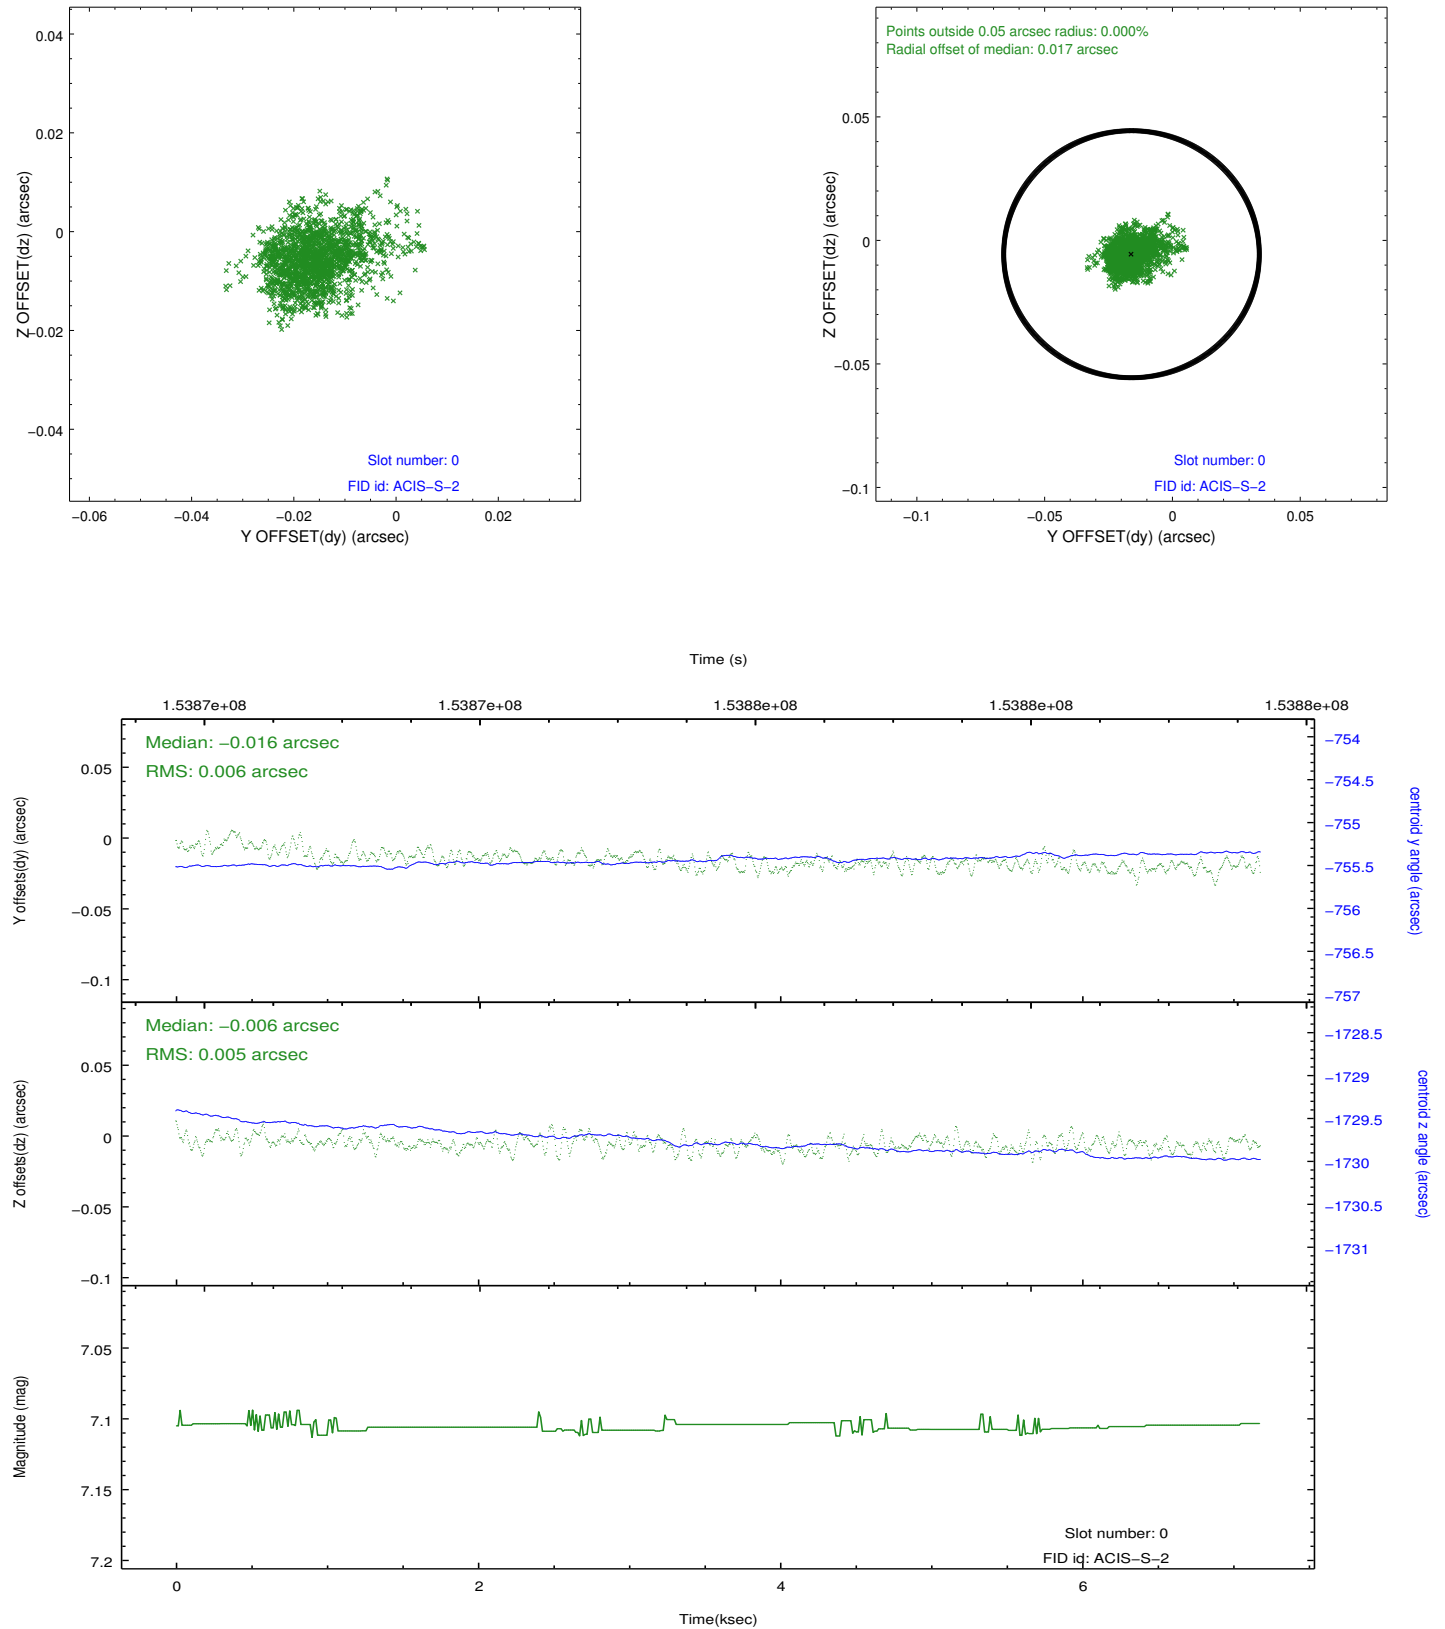 0.04
0.02
0
−0.02
−0.04
Z OFFSET(dz) (arcsec)
Slot number: 0
FID id: ACIS−S−2
−0.06 −0.04 −0.02 0 0.02
Y OFFSET(dy) (arcsec)
Points outside 0.05 arcsec radius: 0.000%
Radial offset of median: 0.017 arcsec
0.05
0
−0.05
−0.1
Z OFFSET(dz) (arcsec)
Slot number: 0
FID id: ACIS−S−2
−0.1 −0.05 0 0.05
Y OFFSET(dy) (arcsec)
Time (s)
1.5387e+08 1.5387e+08 1.5388e+08 1.5388e+08 1.5388e+08
Median: −0.016 arcsec
RMS: 0.006 arcsec
0.05
0
−0.05
−0.1
Y offsets(dy) (arcsec)
−754
−754.5
−755
−755.5
−756
−756.5
−757
centroid y angle (arcsec)
Median: −0.006 arcsec
RMS: 0.005 arcsec
0.05
0
−0.05
−0.1
Z offsets(dz) (arcsec)
−1728.5
−1729
−1729.5
−1730
−1730.5
−1731
centroid z angle (arcsec)
7.05
7.1
7.15
7.2
Magnitude (mag)
Slot number: 0
FID id: ACIS−S−2
0 2 4 6
Time(ksec)